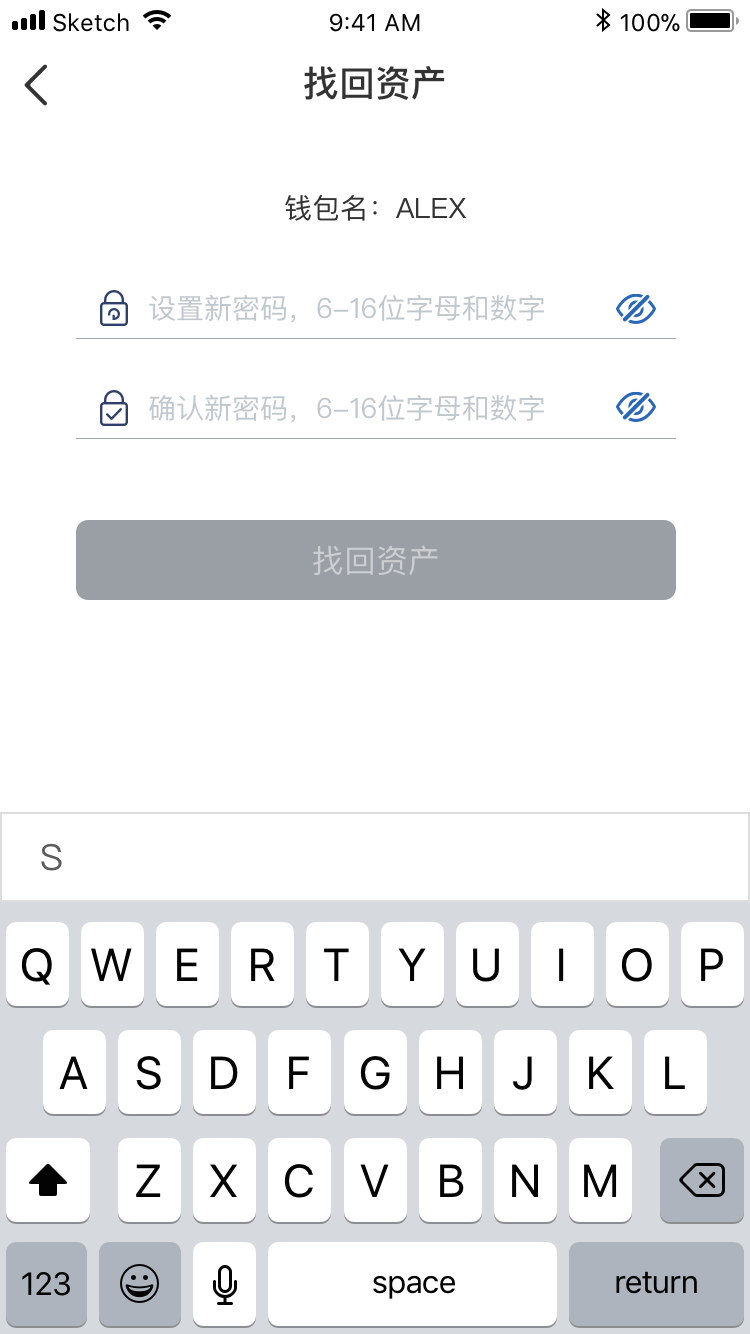 Sketch 9:41 AM 100%
找回资产
钱包名：ALEX
设置新密码，6-16位字母和数字
确认新密码，6-16位字母和数字
找回资产
S
Q W E R T Y U I O P
A S D F G H J K L
Z X C V B N M
123 space return